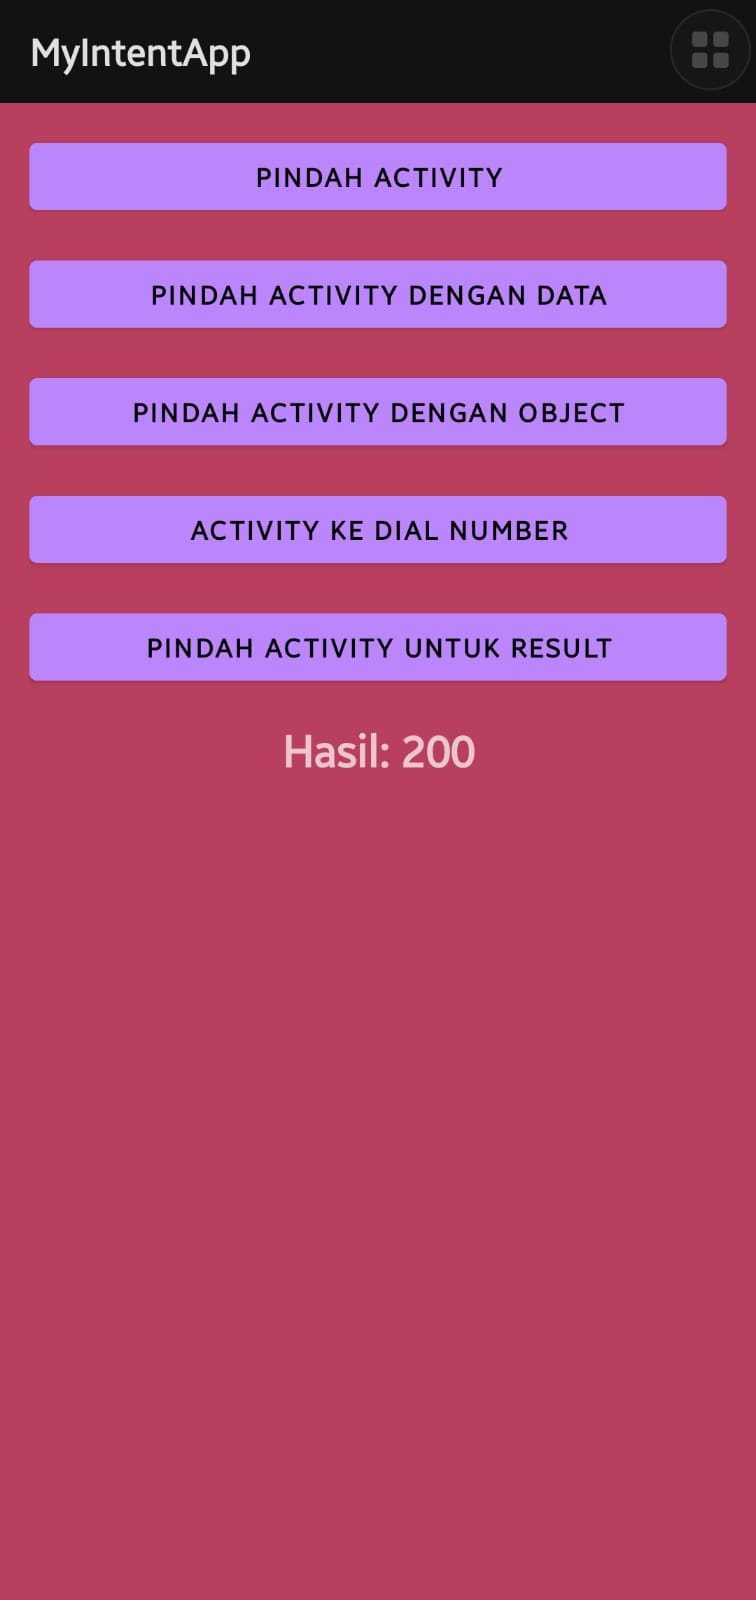 MyIntentApp
PINDAH ACTIVITY
PINDAH ACTIVITY DENGAN DATA
PINDAH ACTIVITY DENGAN OBJECT
ACTIVITY KE DIAL NUMBER
PINDAH ACTIVITY UNTUK RESULT
Hasil: 200